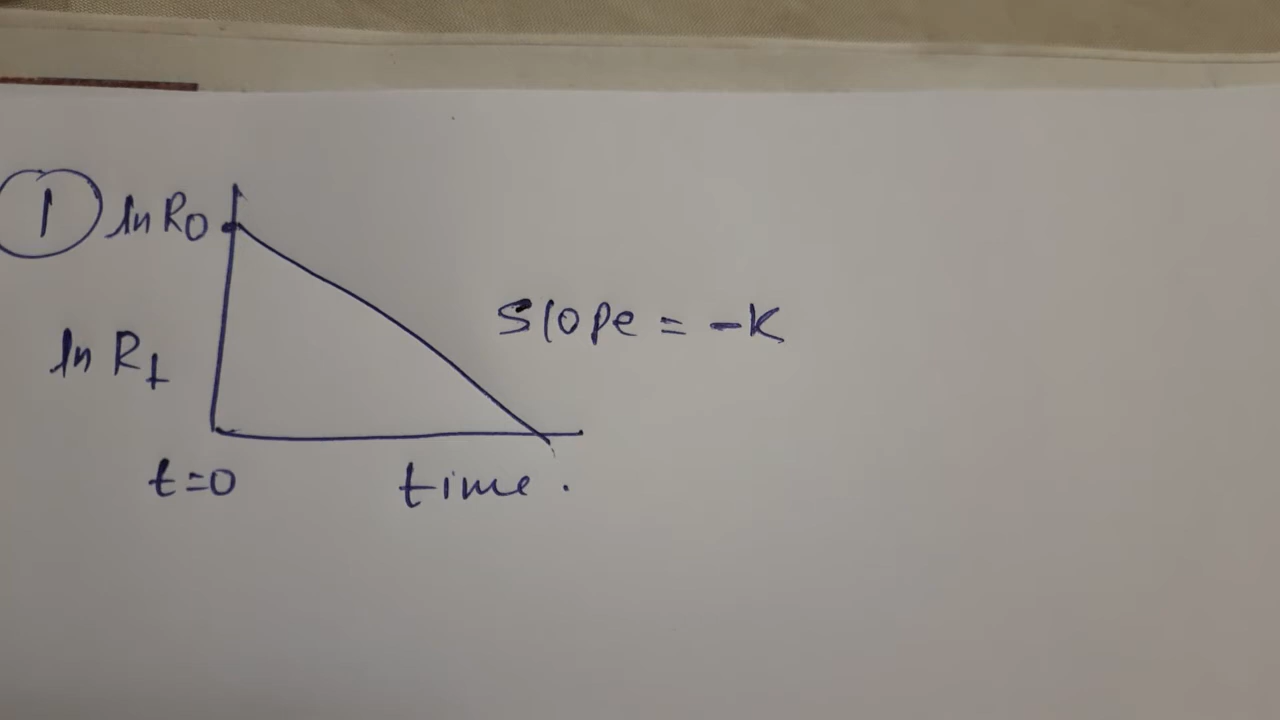 1 ln R0
ln Rt
slope = -K
t=0 time.